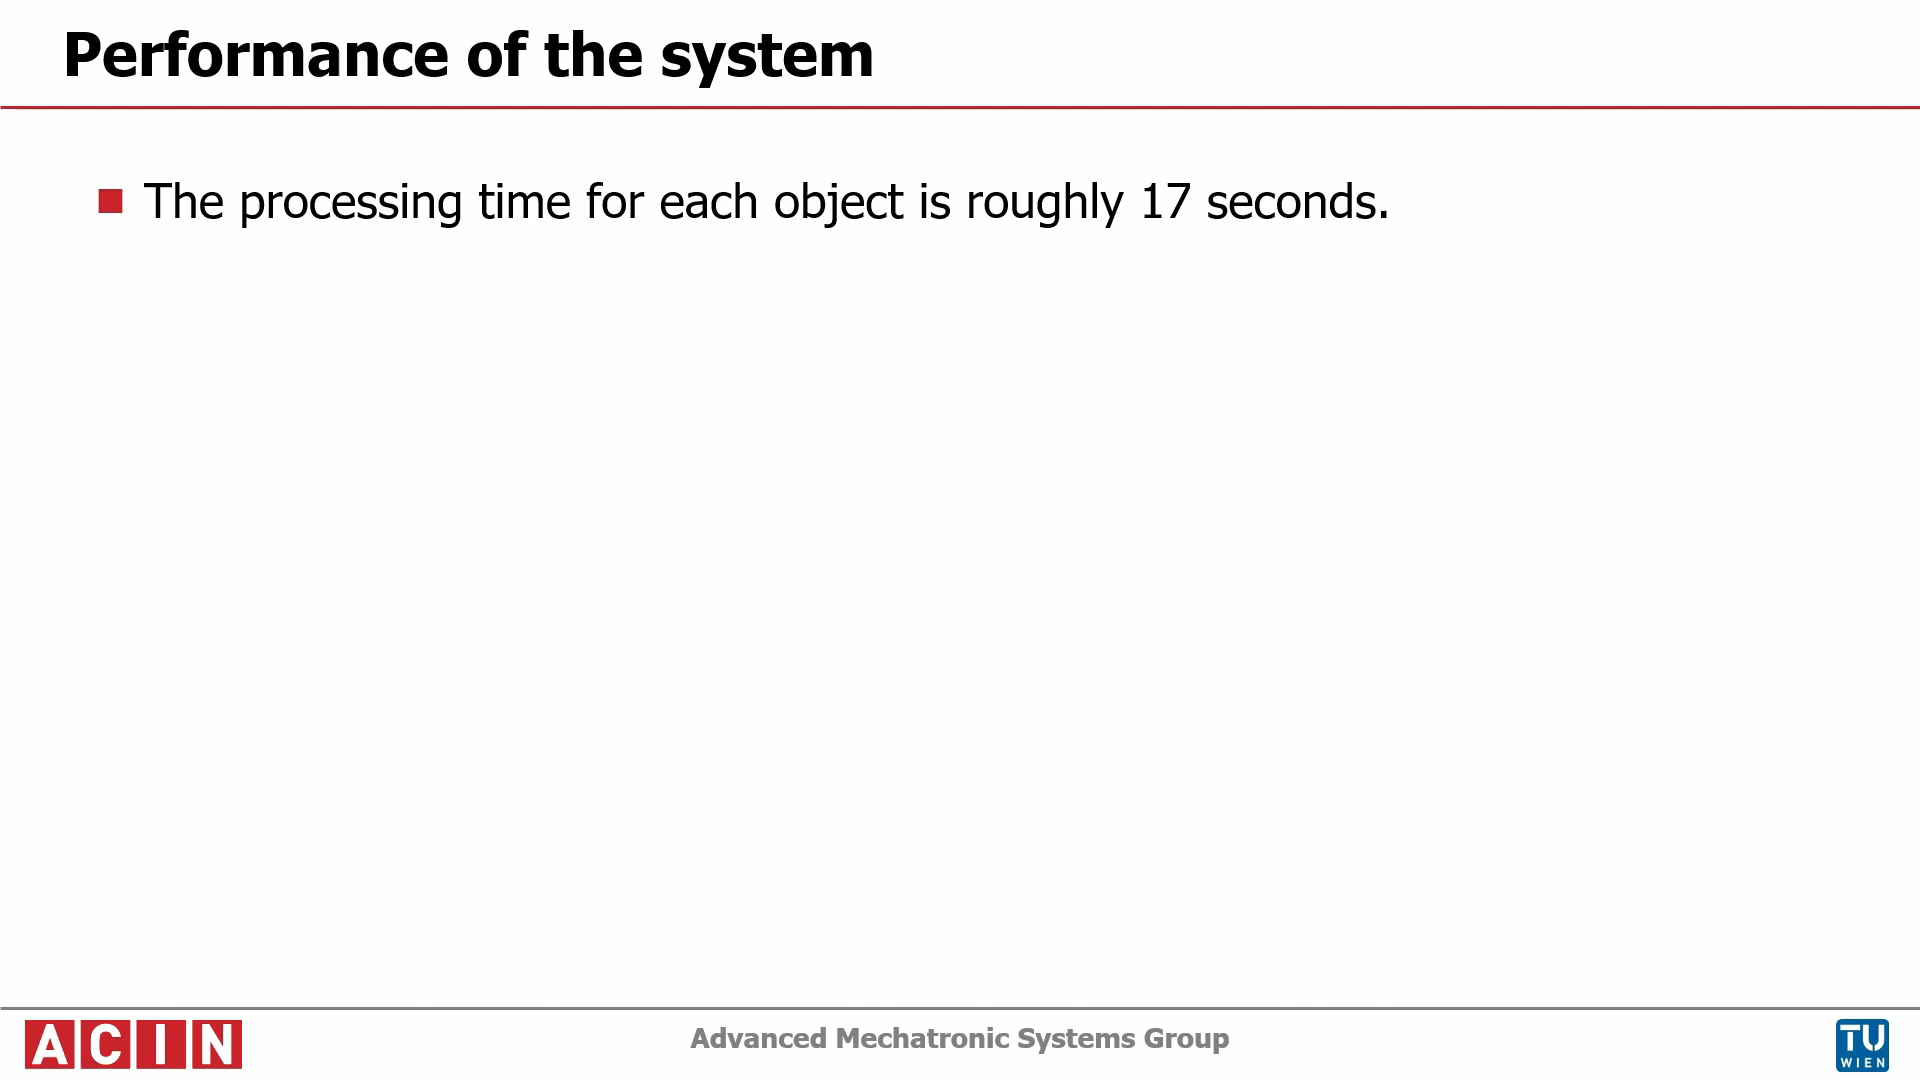 Performance of the system
The processing time for each object is roughly 17 seconds.
ACIN
Advanced Mechatronic Systems Group
TU
WIEN